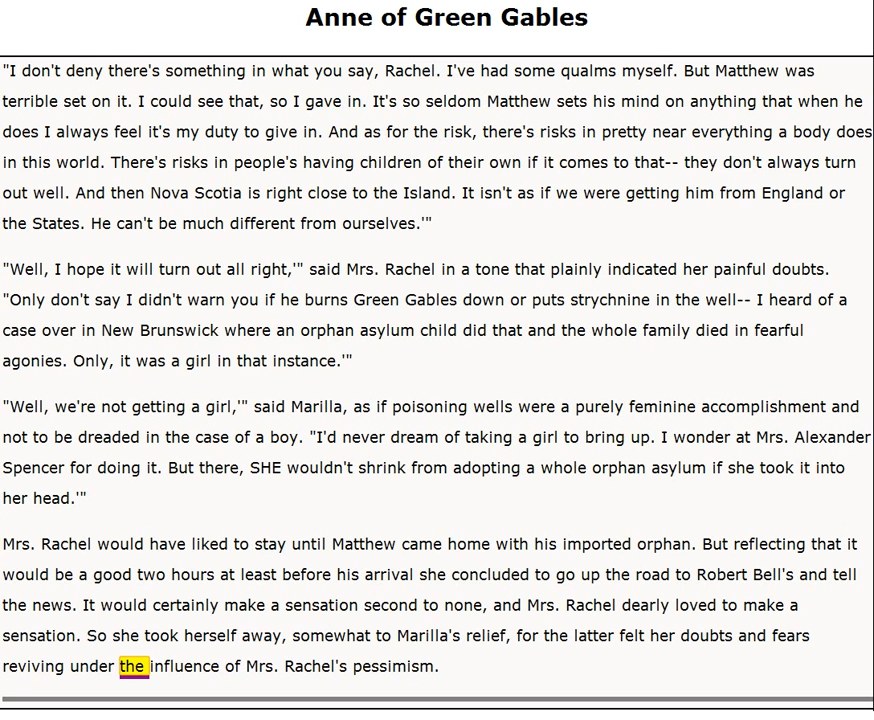 Anne of Green Gables
"I don't deny there's something in what you say, Rachel. I've had some qualms myself. But Matthew was
terrible set on it. I could see that, so I gave in. It's so seldom Matthew sets his mind on anything that when he
does I always feel it's my duty to give in. And as for the risk, there's risks in pretty near everything a body does
in this world. There's risks in people's having children of their own if it comes to that-- they don't always turn
out well. And then Nova Scotia is right close to the Island. It isn't as if we were getting him from England or
the States. He can't be much different from ourselves.'"
"Well, I hope it will turn out all right,'" said Mrs. Rachel in a tone that plainly indicated her painful doubts.
"Only don't say I didn't warn you if he burns Green Gables down or puts strychnine in the well-- I heard of a
case over in New Brunswick where an orphan asylum child did that and the whole family died in fearful
agonies. Only, it was a girl in that instance.'"
"Well, we're not getting a girl,'" said Marilla, as if poisoning wells were a purely feminine accomplishment and
not to be dreaded in the case of a boy. "I'd never dream of taking a girl to bring up. I wonder at Mrs. Alexander
Spencer for doing it. But there, SHE wouldn't shrink from adopting a whole orphan asylum if she took it into
her head.'"
Mrs. Rachel would have liked to stay until Matthew came home with his imported orphan. But reflecting that it
would be a good two hours at least before his arrival she concluded to go up the road to Robert Bell's and tell
the news. It would certainly make a sensation second to none, and Mrs. Rachel dearly loved to make a
sensation. So she took herself away, somewhat to Marilla's relief, for the latter felt her doubts and fears
reviving under the influence of Mrs. Rachel's pessimism.